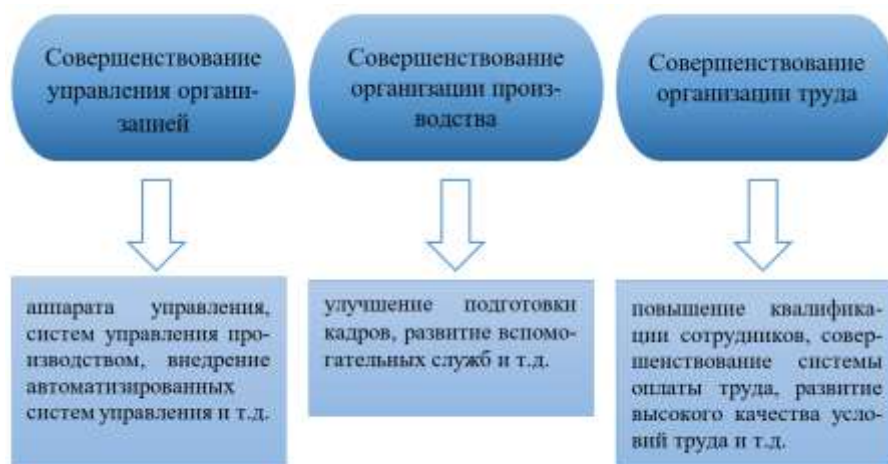 Совершенствование
управления органи-
зацией
Совершенствование
организации произ-
водства
Совершенствование
организации труда
аппарата управления,
систем управления про-
изводством, внедрение
автоматизированных
систем управления и т.д.
улучшение подготовки
кадров, развитие вспомо-
гательных служб и т.д.
повышение квалифика-
ции сотрудников, совер-
шенствование системы
оплаты труда, развитие
высокого качества усло-
вий труда и т.д.